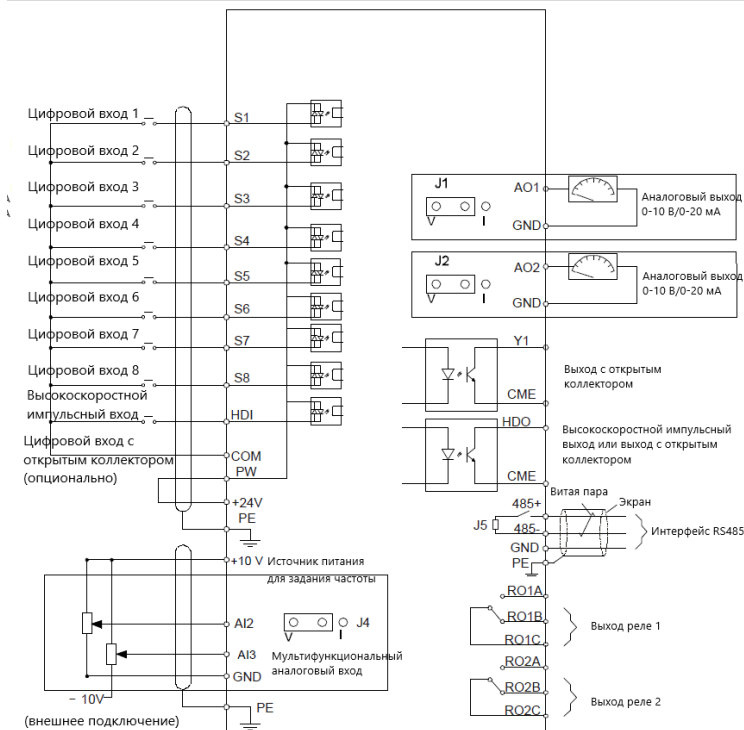 Цифровой вход 1
S1
Цифровой вход 2
S2
Цифровой вход 3
S3
Цифровой вход 4
S4
Цифровой вход 5
S5
Цифровой вход 6
S6
Цифровой вход 7
S7
Цифровой вход 8
S8
Высокоскоростной
импульсный вход
HDI
Цифровой вход с
открытым коллектором
(опционально)
COM
PW
+24V
PE
+10 V Источник питания
для задания частоты
AI2
J4
V
I
AI3
Мультифункциональный
аналоговый вход
GND
- 10V
PE
(внешнее подключение)
J1
V
I
AO1
GND
Аналоговый выход
0-10 В/0-20 мА
J2
V
I
AO2
GND
Аналоговый выход
0-10 В/0-20 мА
Y1
CME
Выход с открытым
коллектором
HDO
CME
Высокоскоростной импульсный
выход или выход с открытым
коллектором
Витая пара
Экран
485+
J5
485-
GND
PE
Интерфейс RS485
RO1A
RO1B
RO1C
Выход реле 1
RO2A
RO2B
RO2C
Выход реле 2